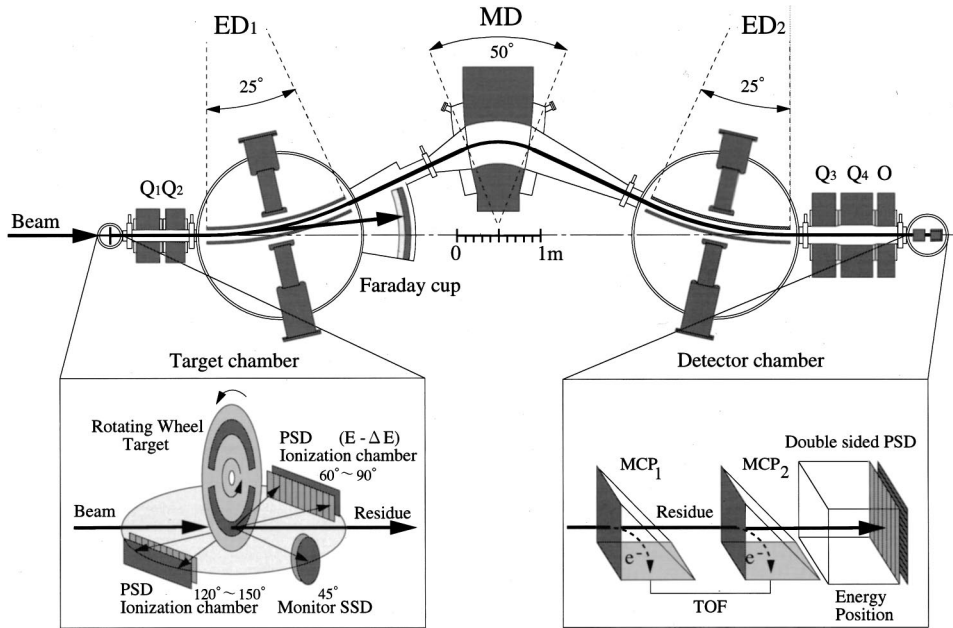 ED1
MD
ED2
50°
25°
25°
Q1Q2
Q3
Q4
O
Beam
0
1m
Faraday cup
Target chamber
Detector chamber
Rotating Wheel
Target
PSD
(E - Δ E)
Ionization chamber
60°~ 90°
Beam
Residue
PSD
120°~ 150°
Ionization chamber
45°
Monitor SSD
Double sided PSD
MCP1
MCP2
Residue
e-
e-
TOF
Energy
Position